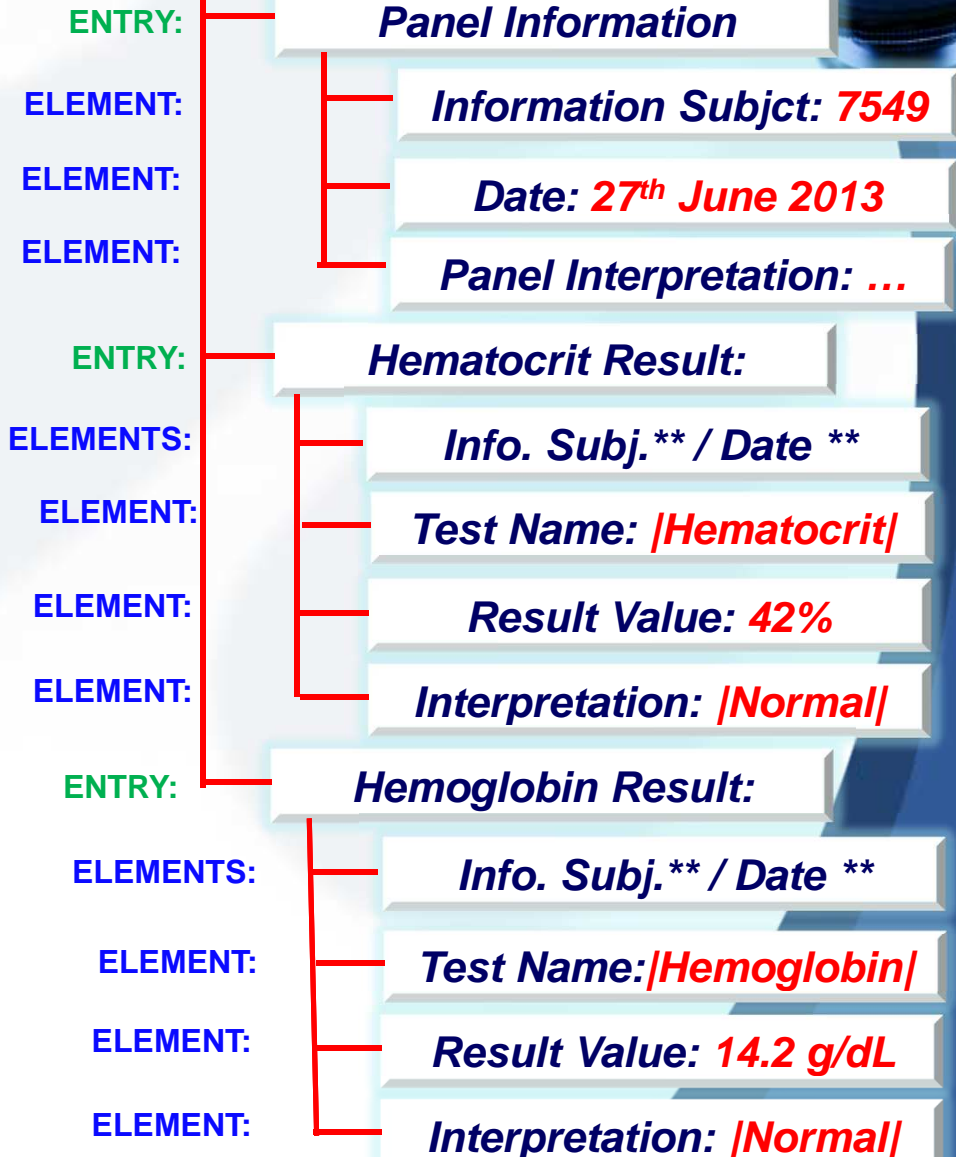 ENTRY: Panel Information
ELEMENT: Information Subjct: 7549
ELEMENT: Date: 27th June 2013
ELEMENT: Panel Interpretation: …
ENTRY: Hematocrit Result:
ELEMENTS: Info. Subj.** / Date **
ELEMENT: Test Name: |Hematocrit|
ELEMENT: Result Value: 42%
ELEMENT: Interpretation: |Normal|
ENTRY: Hemoglobin Result:
ELEMENTS: Info. Subj.** / Date **
ELEMENT: Test Name:|Hemoglobin|
ELEMENT: Result Value: 14.2 g/dL
ELEMENT: Interpretation: |Normal|